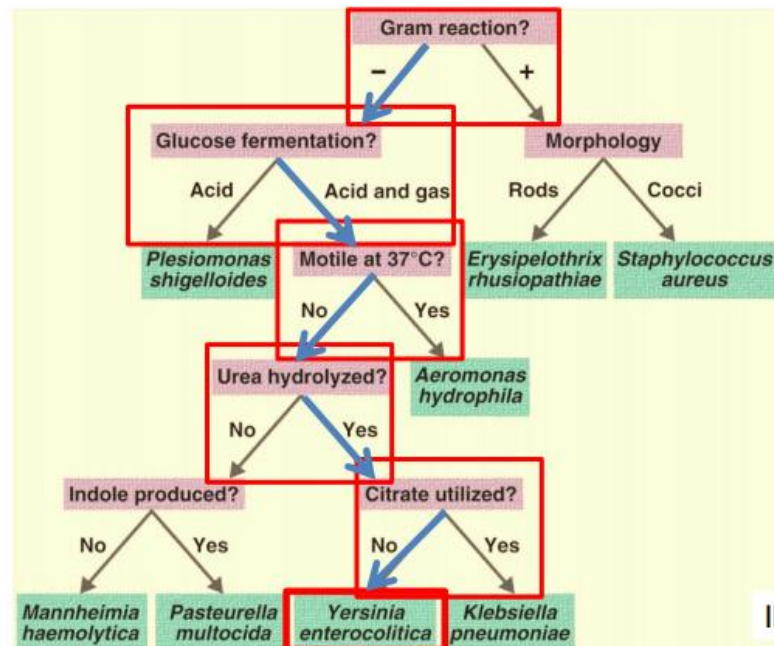 Gram reaction?
− +
Glucose fermentation? Morphology
Acid Acid and gas Rods Cocci
Plesiomonas
shigelloides
Motile at 37°C?
Erysipelothrix
rhusiopathiae
Staphylococcus
aureus
No Yes
Urea hydrolyzed?
Aeromonas
hydrophila
No Yes
Indole produced? Citrate utilized?
No Yes No Yes
Mannheimia
haemolytica
Pasteurella
multocida
Yersinia
enterocolitica
Klebsiella
pneumoniae